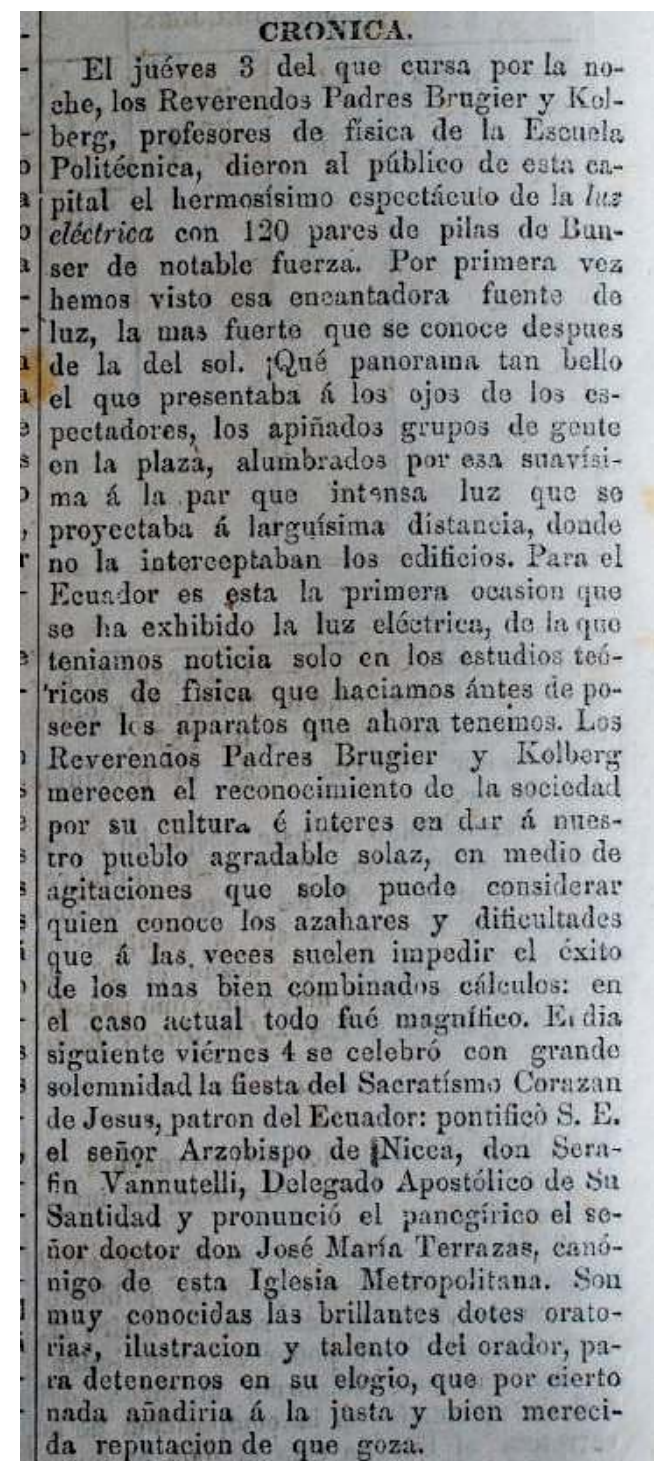 CRONICA.
El juéves 3 del que cursa por la no-
che, los Reverendos Padres Brugier y Kol-
berg, profesores de física de la Escuela
Politécnica, dieron al público de esta ca-
pital el hermosísimo espectáculo de la luz
eléctrica con 120 pares de pilas de Bun-
ser de notable fuerza. Por primera vez
hemos visto esa encantadora fuente de
luz, la mas fuerte que se conoce despues
de la del sol. ¡Qué panorama tan bello
el que presentaba á los ojos de los es-
pectadores, los apiñados grupos de gente
en la plaza, alumbrados por esa suavísi-
ma á la par que intensa luz que se
proyectaba á larguísima distancia, donde
no la interceptaban los edificios. Para el
Ecuador es esta la primera ocasion que
se ha exhibido la luz eléctrica, de la que
teniamos noticia solo en los estudios teó-
ricos de fisica que haciamos ántes de po-
seer los aparatos que ahora tenemos. Los
Reverendos Padres Brugier y Kolberg
merecen el reconocimiento de la sociedad
por su cultura é interes en dar á nues-
tro pueblo agradable solaz, en medio de
agitaciones que solo puede considerar
quien conoce los azahares y dificultades
que á las veces suelen impedir el éxito
de los mas bien combinados cálculos: en
el caso actual todo fué magnífico. El dia
siguiente viérnes 4 se celebró con grande
solemnidad la fiesta del Sacratísmo Corazan
de Jesus, patron del Ecuador: pontificò S. E.
el señor Arzobispo de Nicea, don Sera-
fin Vannutelli, Delegado Apostólico de Su
Santidad y pronunció el panegírico el se-
ñor doctor don José María Terrazas, canó-
nigo de esta Iglesia Metropolitana. Son
muy conocidas las brillantes dotes orato-
rias, ilustracion y talento del orador, pa-
ra detenernos en su elogio, que por cierto
nada añadiria á la justa y bien mereci-
da reputacion de que goza.